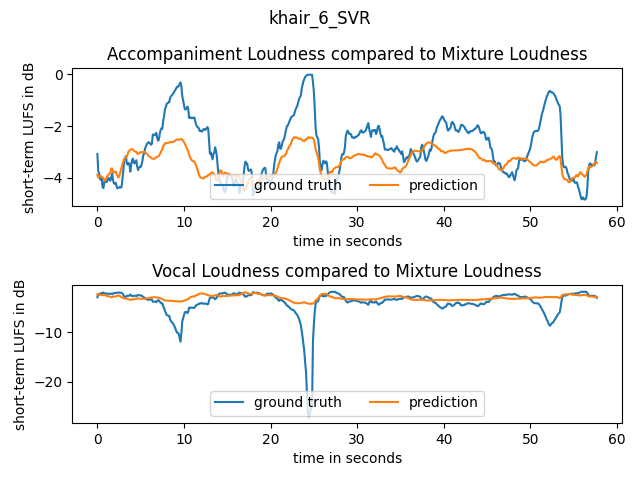 khair_6_SVR
Accompaniment Loudness compared to Mixture Loudness
short-term LUFS in dB
0
−2
−4
ground truth
prediction
0 10 20 30 40 50 60
time in seconds
Vocal Loudness compared to Mixture Loudness
short-term LUFS in dB
−10
−20
ground truth
prediction
0 10 20 30 40 50 60
time in seconds